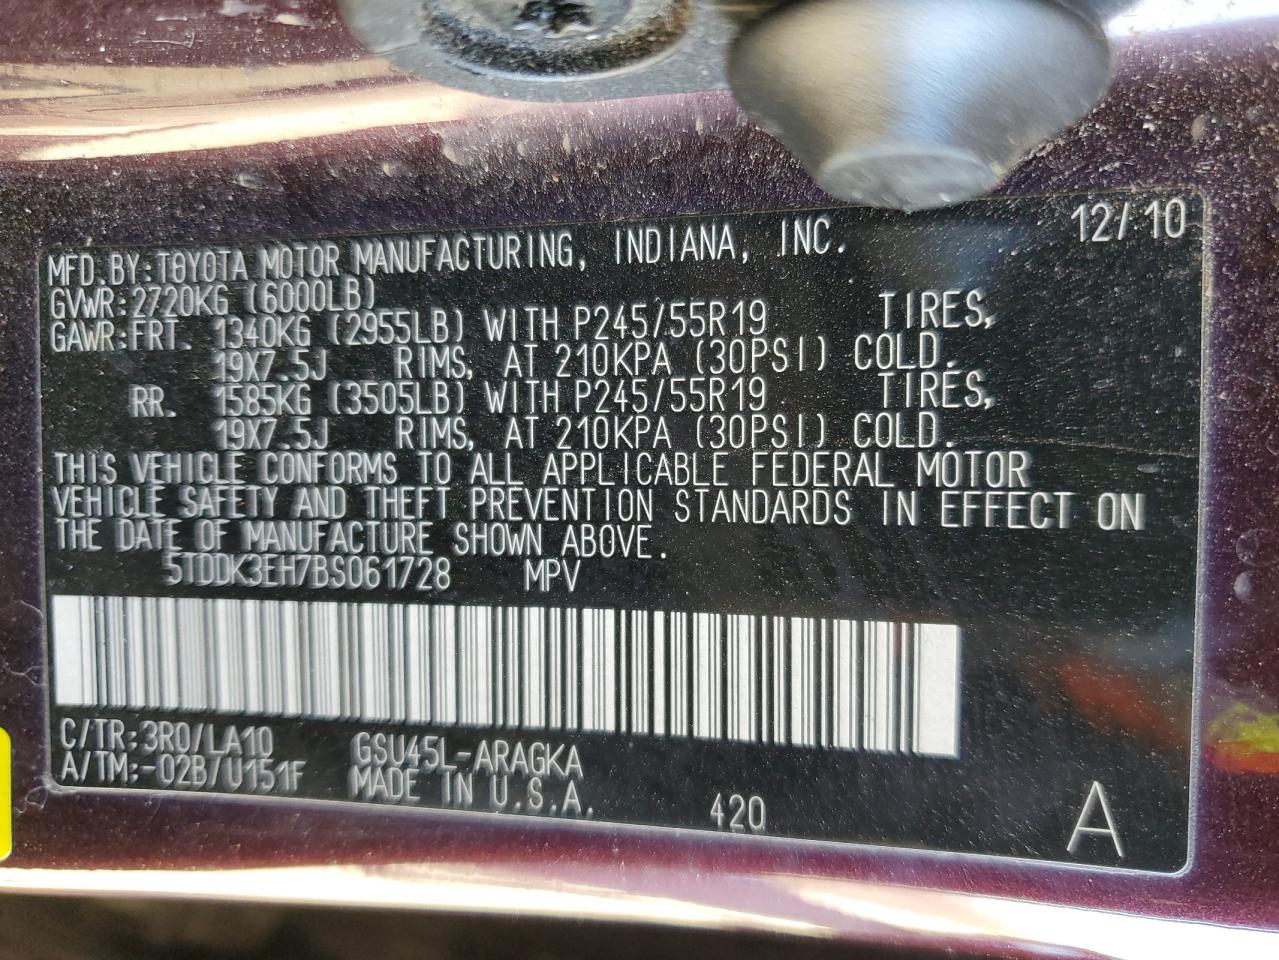 12/10
MFD.BY:TOYOTA MOTOR MANUFACTURING, INDIANA, INC.
GVWR:2720KG (6000LB)
GAWR:FRT. 1340KG (2955LB) WITH P245/55R19 TIRES,
19X7.5J RIMS, AT 210KPA (30PSI) COLD.
RR. 1585KG (3505LB) WITH P245/55R19 TIRES,
19X7.5J RIMS, AT 210KPA (30PSI) COLD.
THIS VEHICLE CONFORMS TO ALL APPLICABLE FEDERAL MOTOR
VEHICLE SAFETY AND THEFT PREVENTION STANDARDS IN EFFECT ON
THE DATE OF MANUFACTURE SHOWN ABOVE.
5TDDK3EH7BS061728 MPV
C/TR:3R0/LA10 GSU45L-ARAGKA
A/TM:-02B/U151F MADE IN U.S.A.
420
A